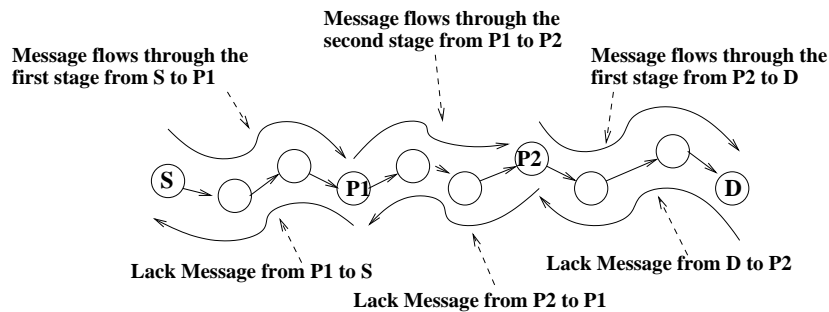 Message flows through the
second stage from P1 to P2
Message flows through the
first stage from S to P1
Message flows through the
first stage from P2 to D
S
P1
P2
D
Lack Message from P1 to S
Lack Message from D to P2
Lack Message from P2 to P1